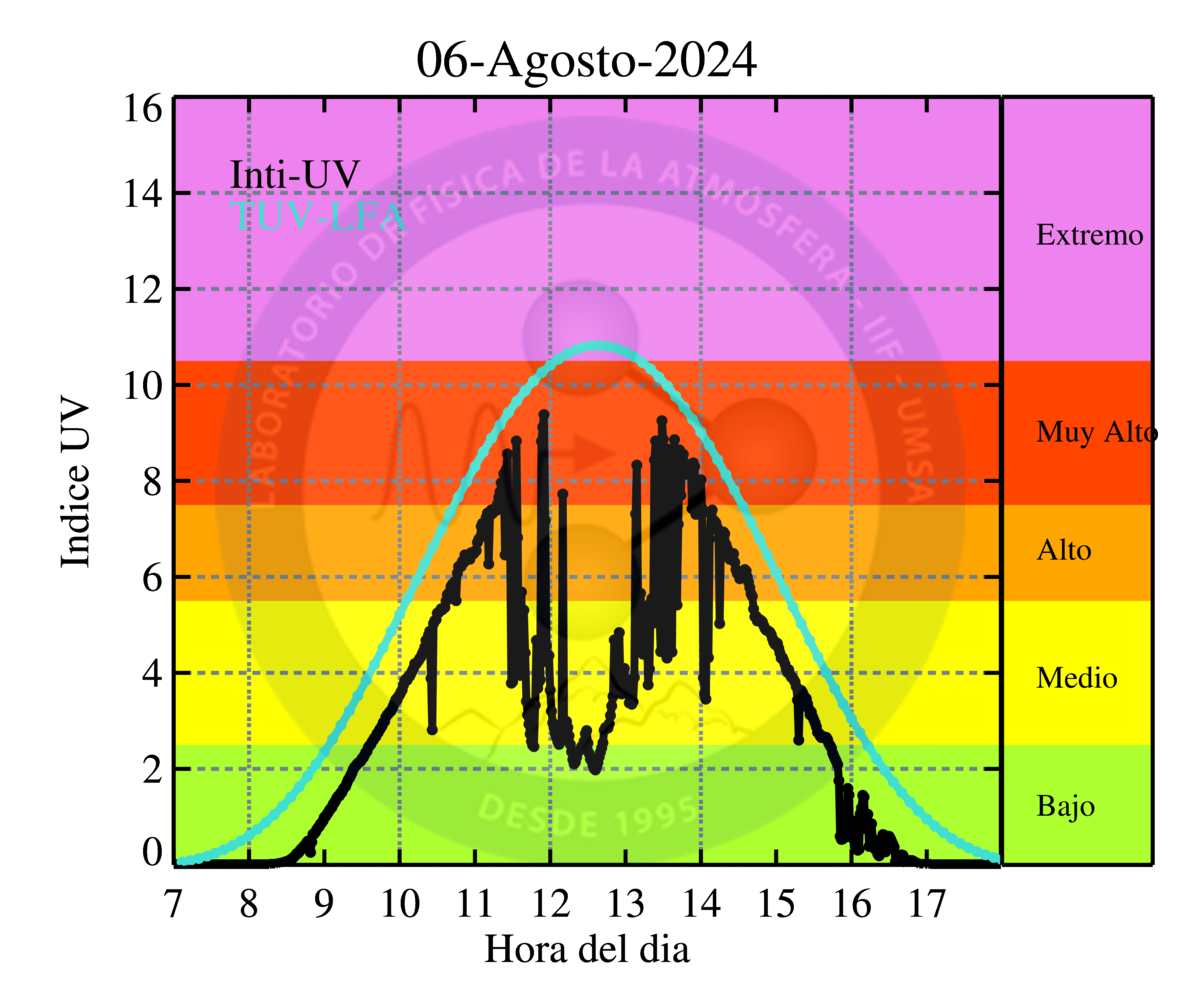 06-Agosto-2024
Inti-UV
TUV-LFA
LABORATORIO DE FÍSICA DE LA ATMÓSFERA - IIF - UMSA
DESDE 1995
Indice UV
16
14
12
10
8
6
4
2
0
Extremo
Muy Alto
Alto
Medio
Bajo
7 8 9 10 11 12 13 14 15 16 17
Hora del dia